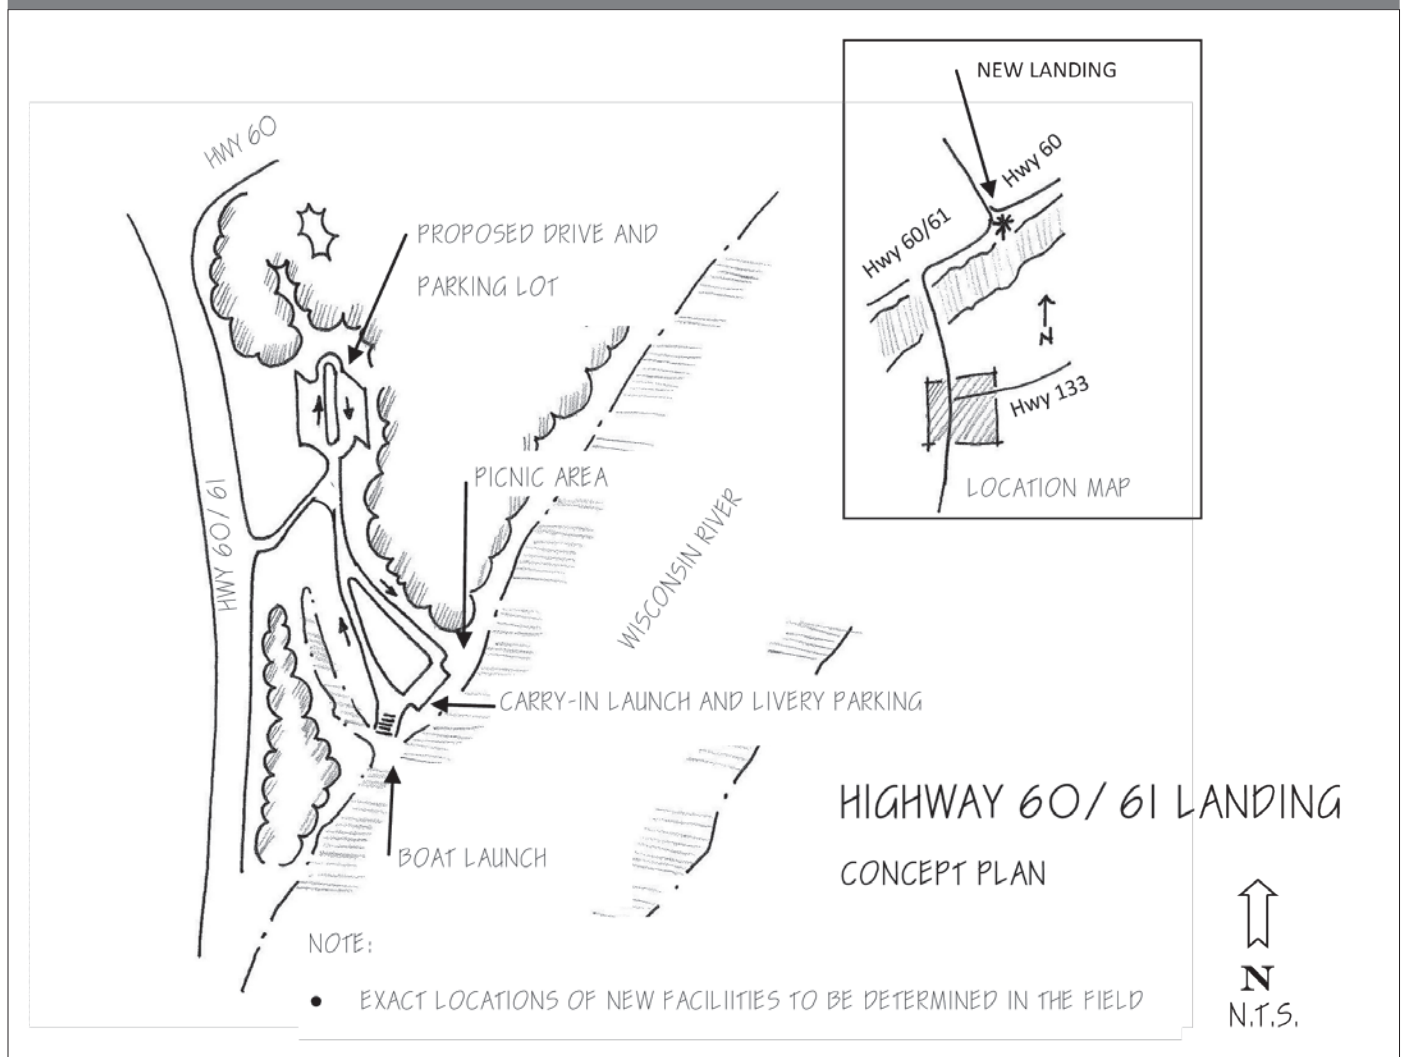 NEW LANDING
Hwy 60
Hwy 60/61
N
Hwy 133
LOCATION MAP
HWY 60
PROPOSED DRIVE AND
PARKING LOT
PICNIC AREA
HWY 60/61
WISCONSIN RIVER
CARRY-IN LAUNCH AND LIVERY PARKING
BOAT LAUNCH
HIGHWAY 60/61 LANDING
CONCEPT PLAN
NOTE:
• EXACT LOCATIONS OF NEW FACILIITIES TO BE DETERMINED IN THE FIELD
N
N.T.S.